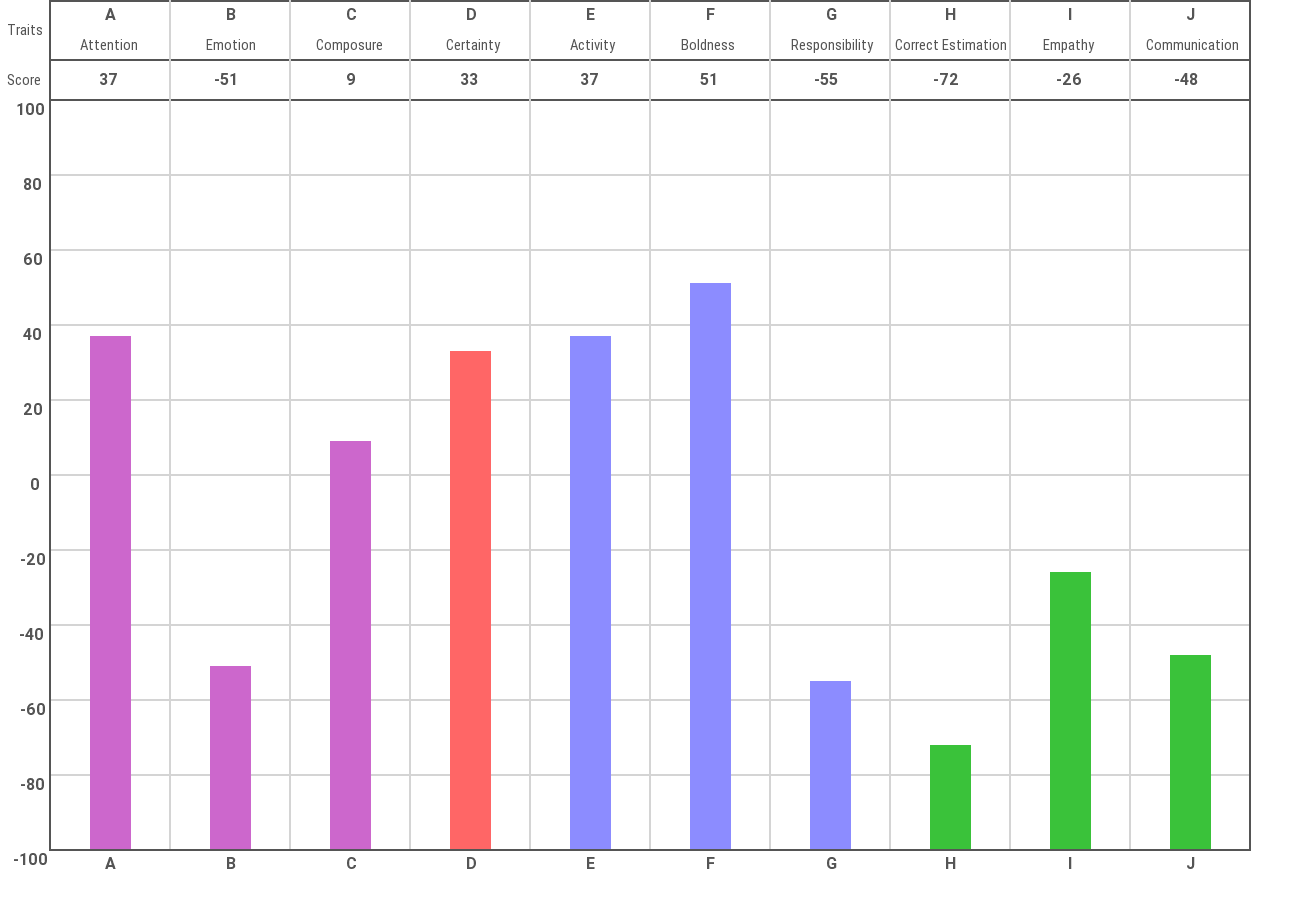 Traits
A B C D E F G H I J
Attention Emotion Composure Certainty Activity Boldness Responsibility Correct Estimation Empathy Communication
Score 37 -51 9 33 37 51 -55 -72 -26 -48
100
80
60
40
20
0
-20
-40
-60
-80
-100
A B C D E F G H I J